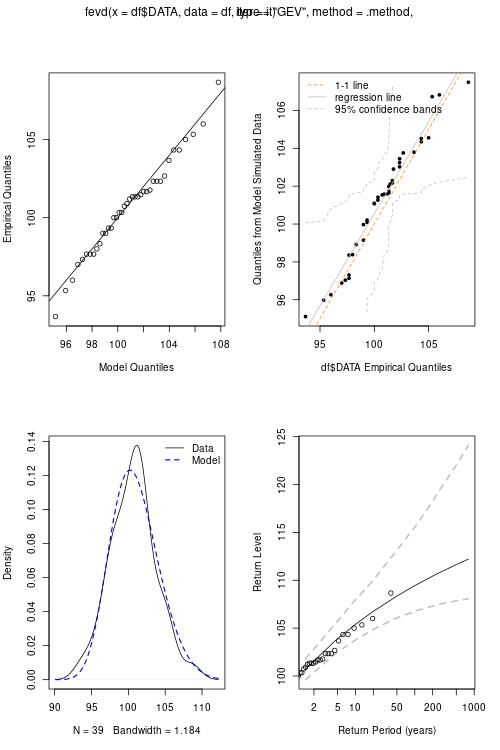 fevd(x = df$DATA, data = df, type = "GEV", method = .method,
105
100
95
Empirical Quantiles
96 98 100 104 108
Model Quantiles
1-1 line
regression line
95% confidence bands
106
104
102
100
98
96
Quantiles from Model Simulated Data
95 100 105
df$DATA Empirical Quantiles
0.14
0.12
0.10
0.08
0.06
0.04
0.02
0.00
Density
Data
Model
90 95 100 105 110
N = 39 Bandwidth = 1.184
125
120
115
110
105
100
Return Level
2 5 10 50 200 1000
Return Period (years)